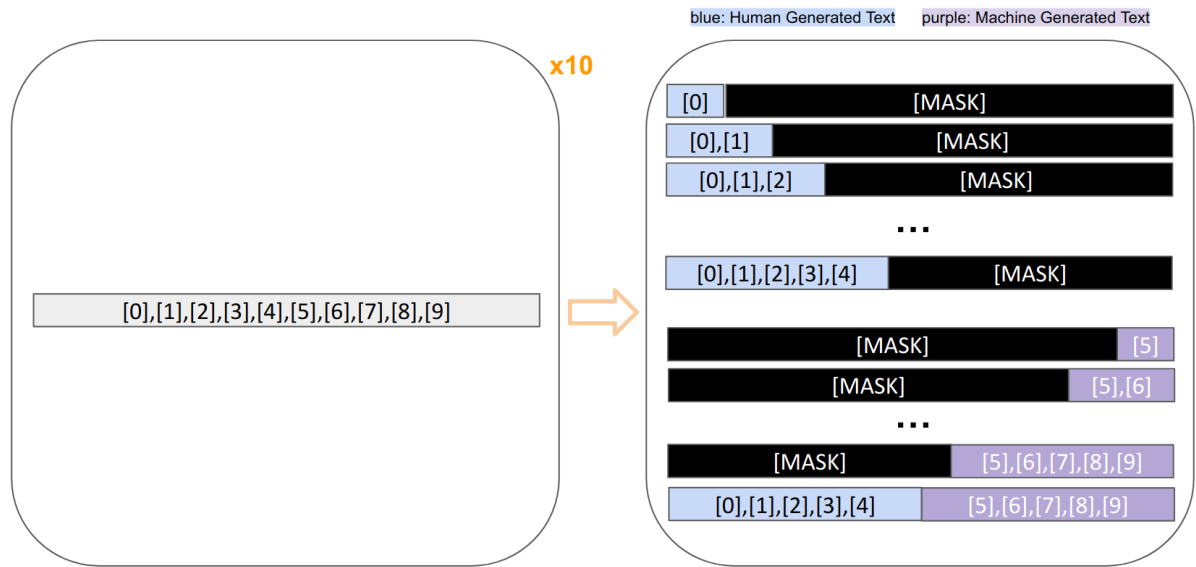 blue: Human Generated Text purple: Machine Generated Text
x10
[0] [MASK]
[0],[1] [MASK]
[0],[1],[2] [MASK]
...
[0],[1],[2],[3],[4] [MASK]
[0],[1],[2],[3],[4],[5],[6],[7],[8],[9]
[MASK] [5]
[MASK] [5],[6]
...
[MASK] [5],[6],[7],[8],[9]
[0],[1],[2],[3],[4] [5],[6],[7],[8],[9]